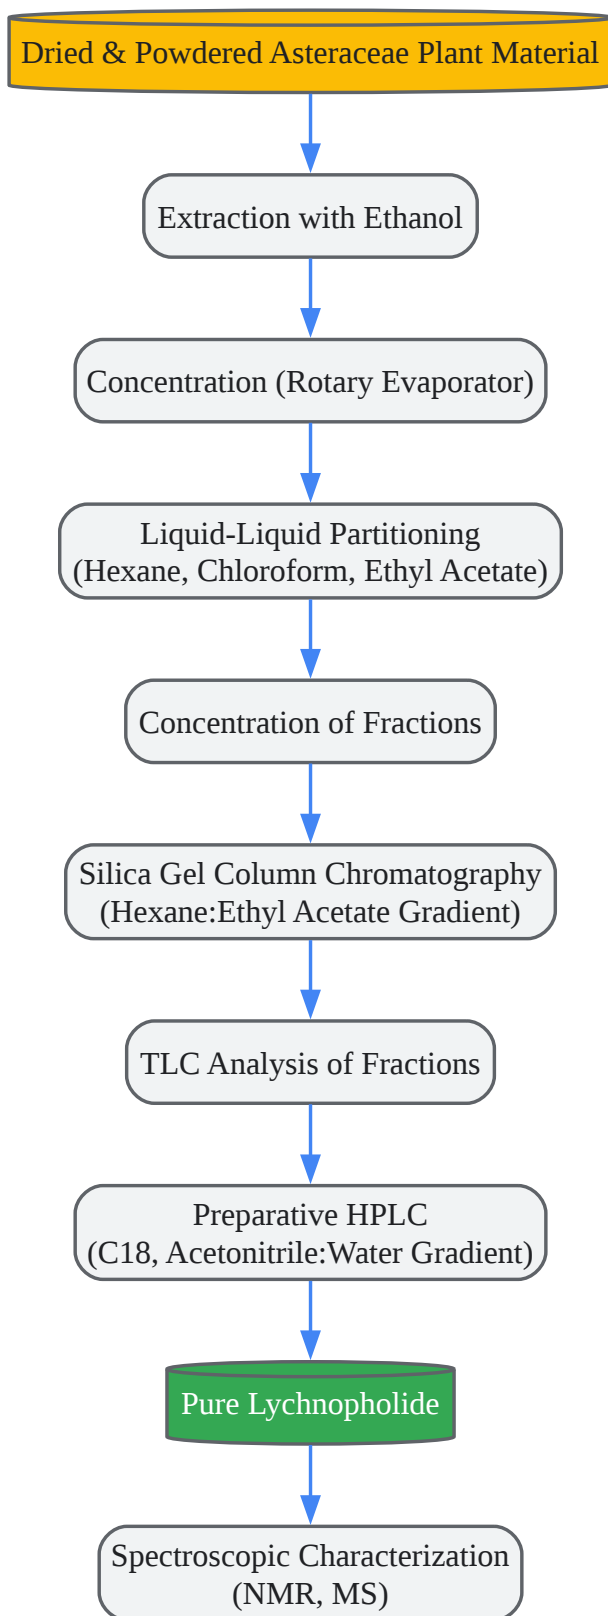 Dried & Powdered Asteraceae Plant Material
Extraction with Ethanol
Concentration (Rotary Evaporator)
Liquid-Liquid Partitioning
(Hexane, Chloroform, Ethyl Acetate)
Concentration of Fractions
Silica Gel Column Chromatography
(Hexane:Ethyl Acetate Gradient)
TLC Analysis of Fractions
Preparative HPLC
(C18, Acetonitrile:Water Gradient)
Pure Lychnopholide
Spectroscopic Characterization
(NMR, MS)